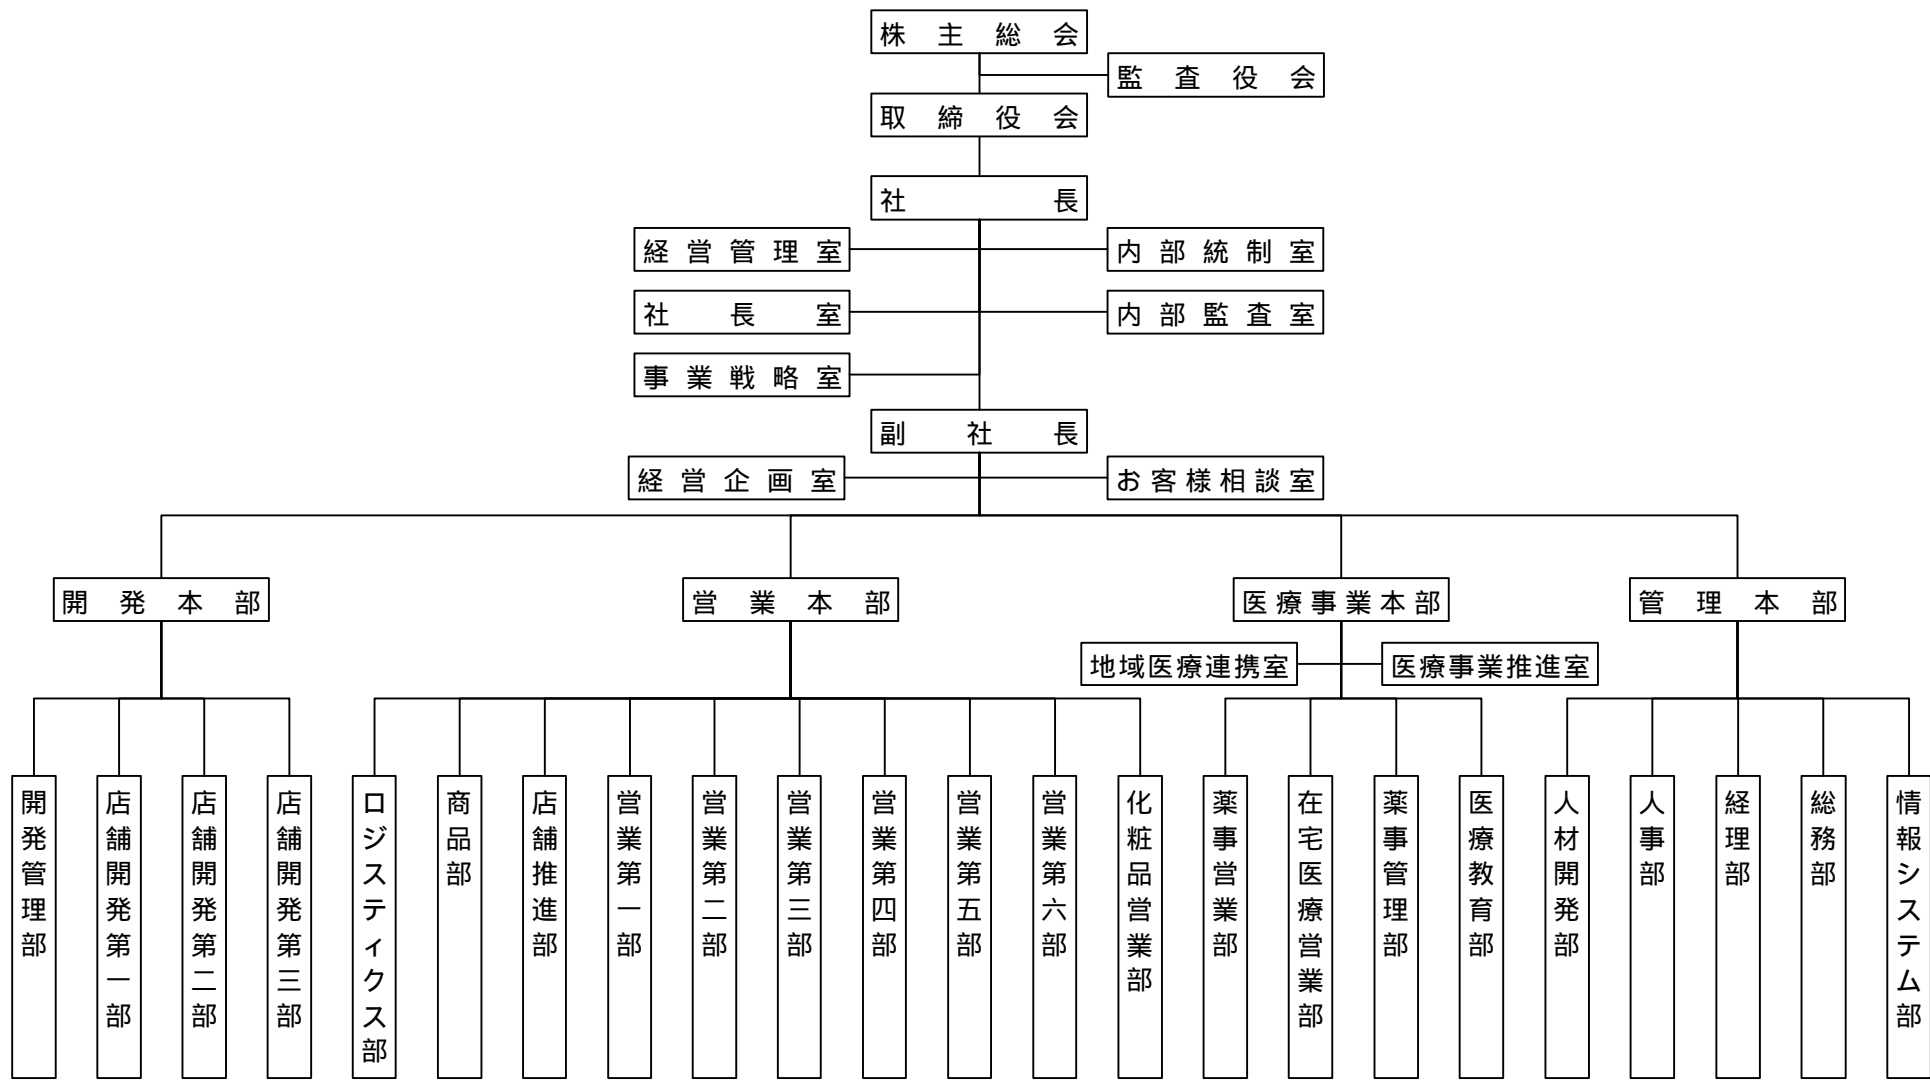 株主総会
監査役会
取締役会
社長
経営管理室
内部統制室
社長室
内部監査室
事業戦略室
副社長
経営企画室
お客様相談室
開発本部
営業本部
医療事業本部
管理本部
地域医療連携室
医療事業推進室
開発管理部
店舗開発第一部
店舗開発第二部
店舗開発第三部
ロジスティクス部
商品部
店舗推進部
営業第一部
営業第二部
営業第三部
営業第四部
営業第五部
営業第六部
化粧品営業部
薬事営業部
在宅医療営業部
薬事管理部
医療教育部
人材開発部
人事部
経理部
総務部
情報システム部